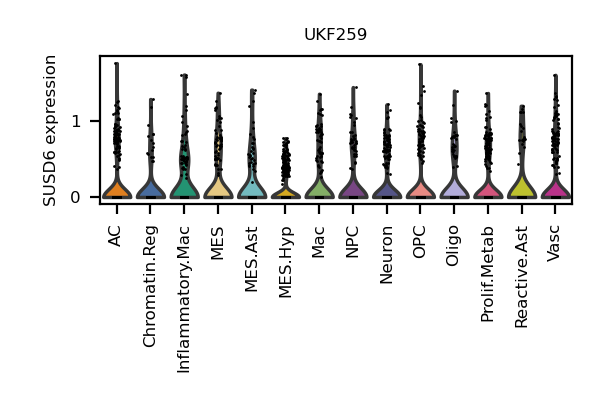 UKF259
SUSD6 expression
1
0
AC
Chromatin.Reg
Inflammatory.Mac
MES
MES.Ast
MES.Hyp
Mac
NPC
Neuron
OPC
Oligo
Prolif.Metab
Reactive.Ast
Vasc